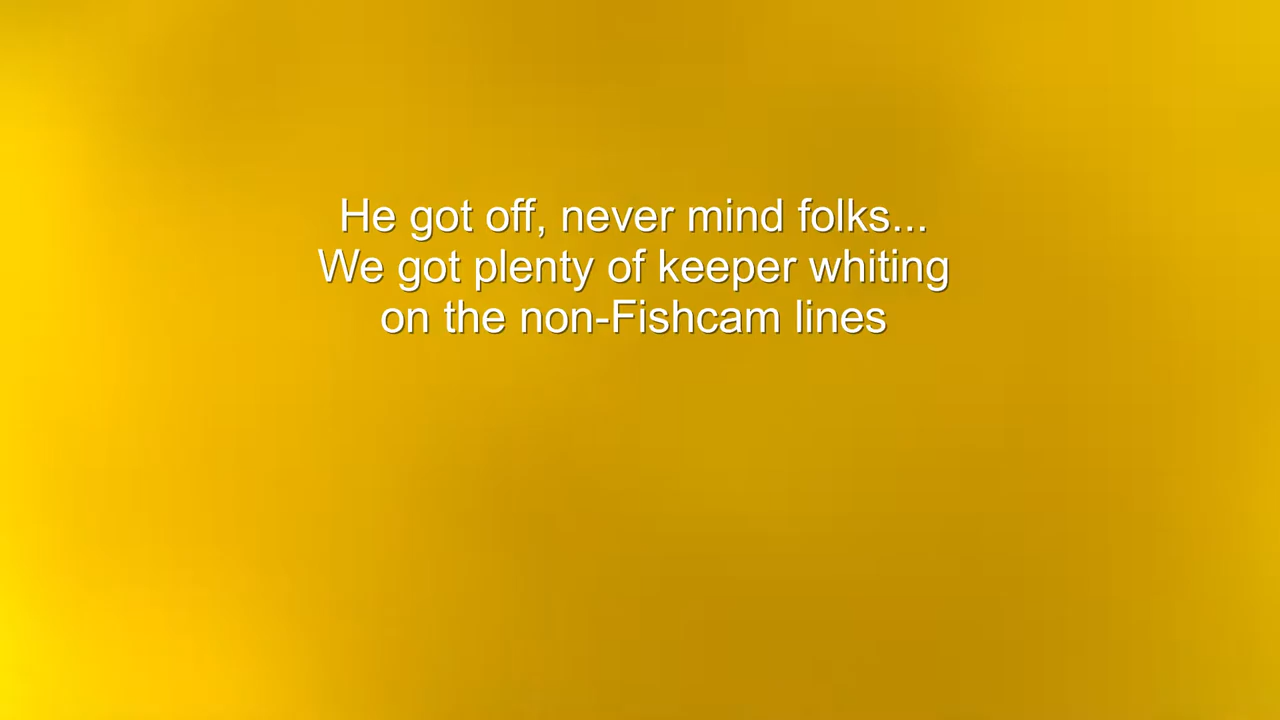 He got off, never mind folks...
We got plenty of keeper whiting
on the non-Fishcam lines